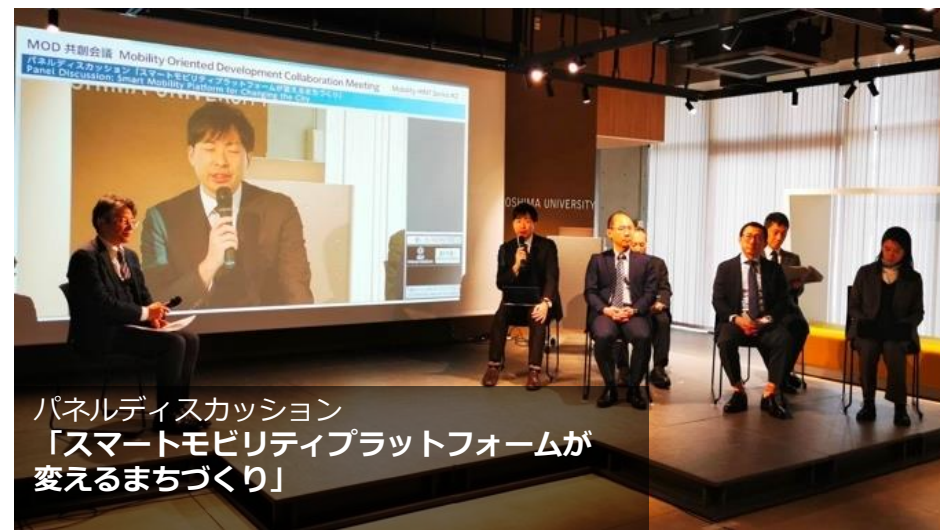 MOD 共創会議 Mobility Oriented Development Collaboration Meeting
パネルディスカッション「スマートモビリティプラットフォームが変えるまちづくり」
Panel Discussion: Smart Mobility Platform for Changing the City
OSHIMA UNIVERSITY
パネルディスカッション
「スマートモビリティプラットフォームが
変えるまちづくり」